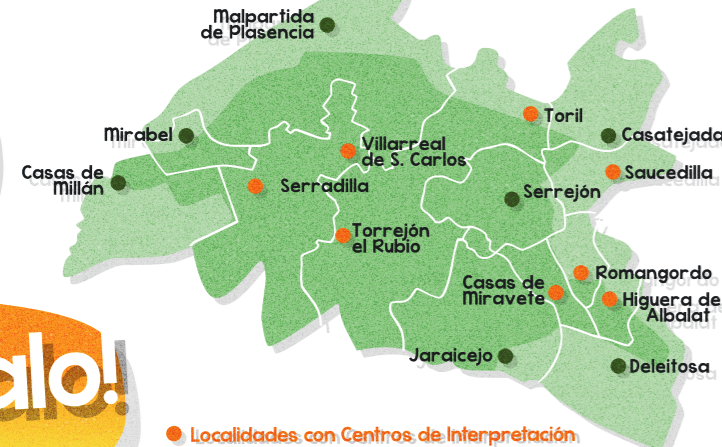 Malpartida
de Plasencia
Toril
Mirabel
Casatejada
Villarreal
de S. Carlos
Casas de
Millán
Saucedilla
Serradilla
Serrejón
Torrejón
el Rubio
Romangordo
Casas de
Miravete
Higuera de
Albalat
Jaraicejo
Deleitosa
alo!
Localidades con Centros de Interpretación